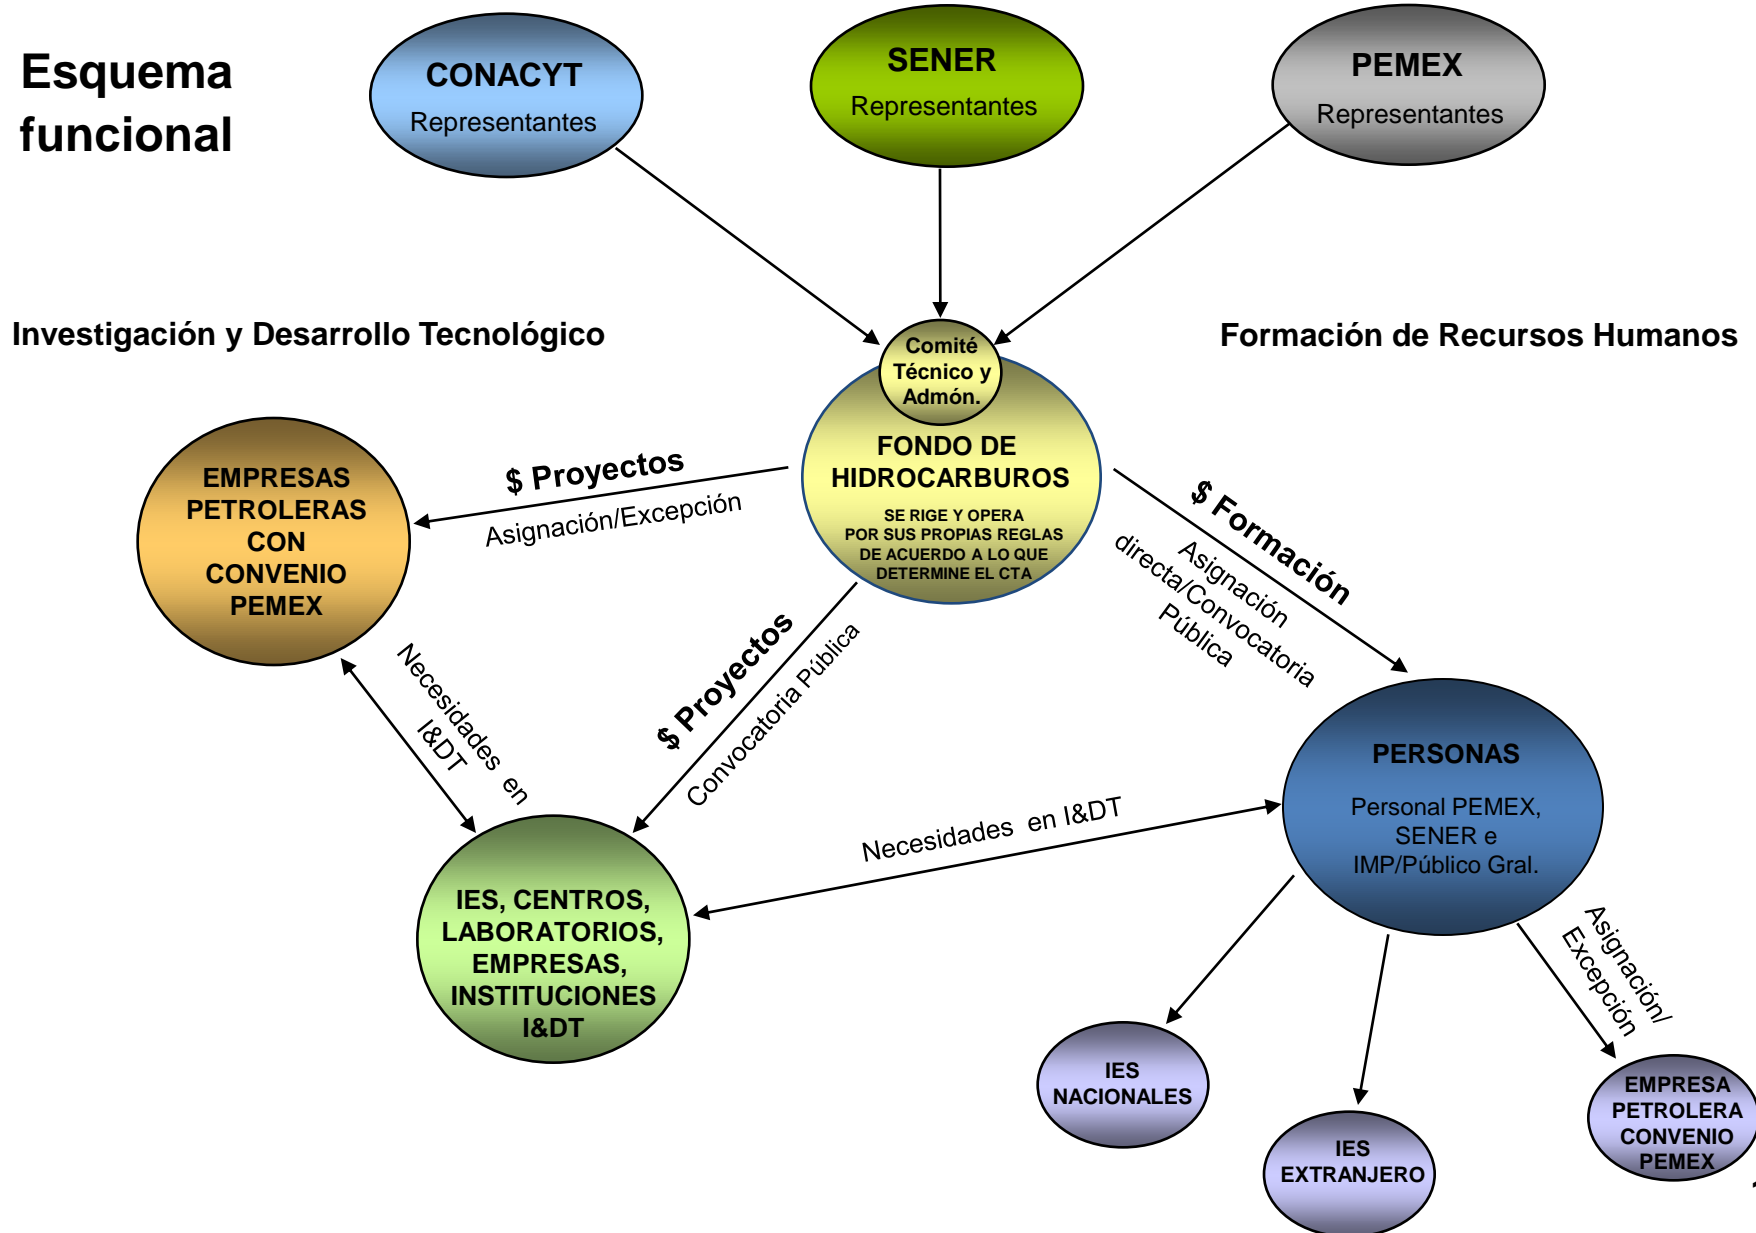 Esquema
funcional
CONACYT
Representantes
SENER
Representantes
PEMEX
Representantes
Investigación y Desarrollo Tecnológico
Formación de Recursos Humanos
Comité
Técnico y
Admón.
FONDO DE
HIDROCARBUROS
SE RIGE Y OPERA
POR SUS PROPIAS REGLAS
DE ACUERDO A LO QUE
DETERMINE EL CTA
EMPRESAS
PETROLERAS
CON
CONVENIO
PEMEX
$ Proyectos
Asignación/Excepción
$ Formación
Asignación
directa/Convocatoria
Pública
$ Proyectos
Convocatoria Pública
Necesidades en
I&DT
Necesidades en I&DT
PERSONAS
Personal PEMEX,
SENER e
IMP/Público Gral.
IES, CENTROS,
LABORATORIOS,
EMPRESAS,
INSTITUCIONES
I&DT
Asignación/
Excepción
IES
NACIONALES
IES
EXTRANJERO
EMPRESA
PETROLERA
CONVENIO
PEMEX